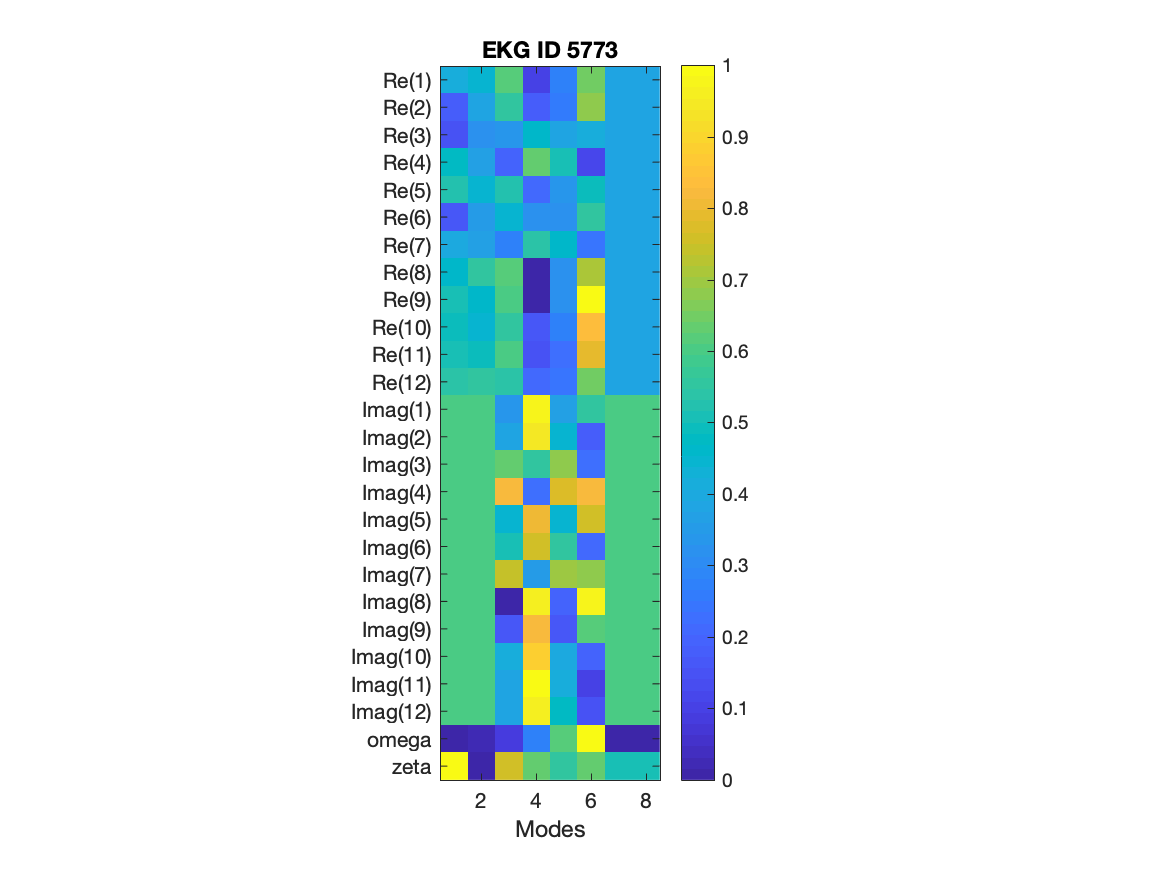 EKG ID 5773
Re(1)
Re(2)
Re(3)
Re(4)
Re(5)
Re(6)
Re(7)
Re(8)
Re(9)
Re(10)
Re(11)
Re(12)
Imag(1)
Imag(2)
Imag(3)
Imag(4)
Imag(5)
Imag(6)
Imag(7)
Imag(8)
Imag(9)
Imag(10)
Imag(11)
Imag(12)
omega
zeta
2 4 6 8
Modes
1
0.9
0.8
0.7
0.6
0.5
0.4
0.3
0.2
0.1
0